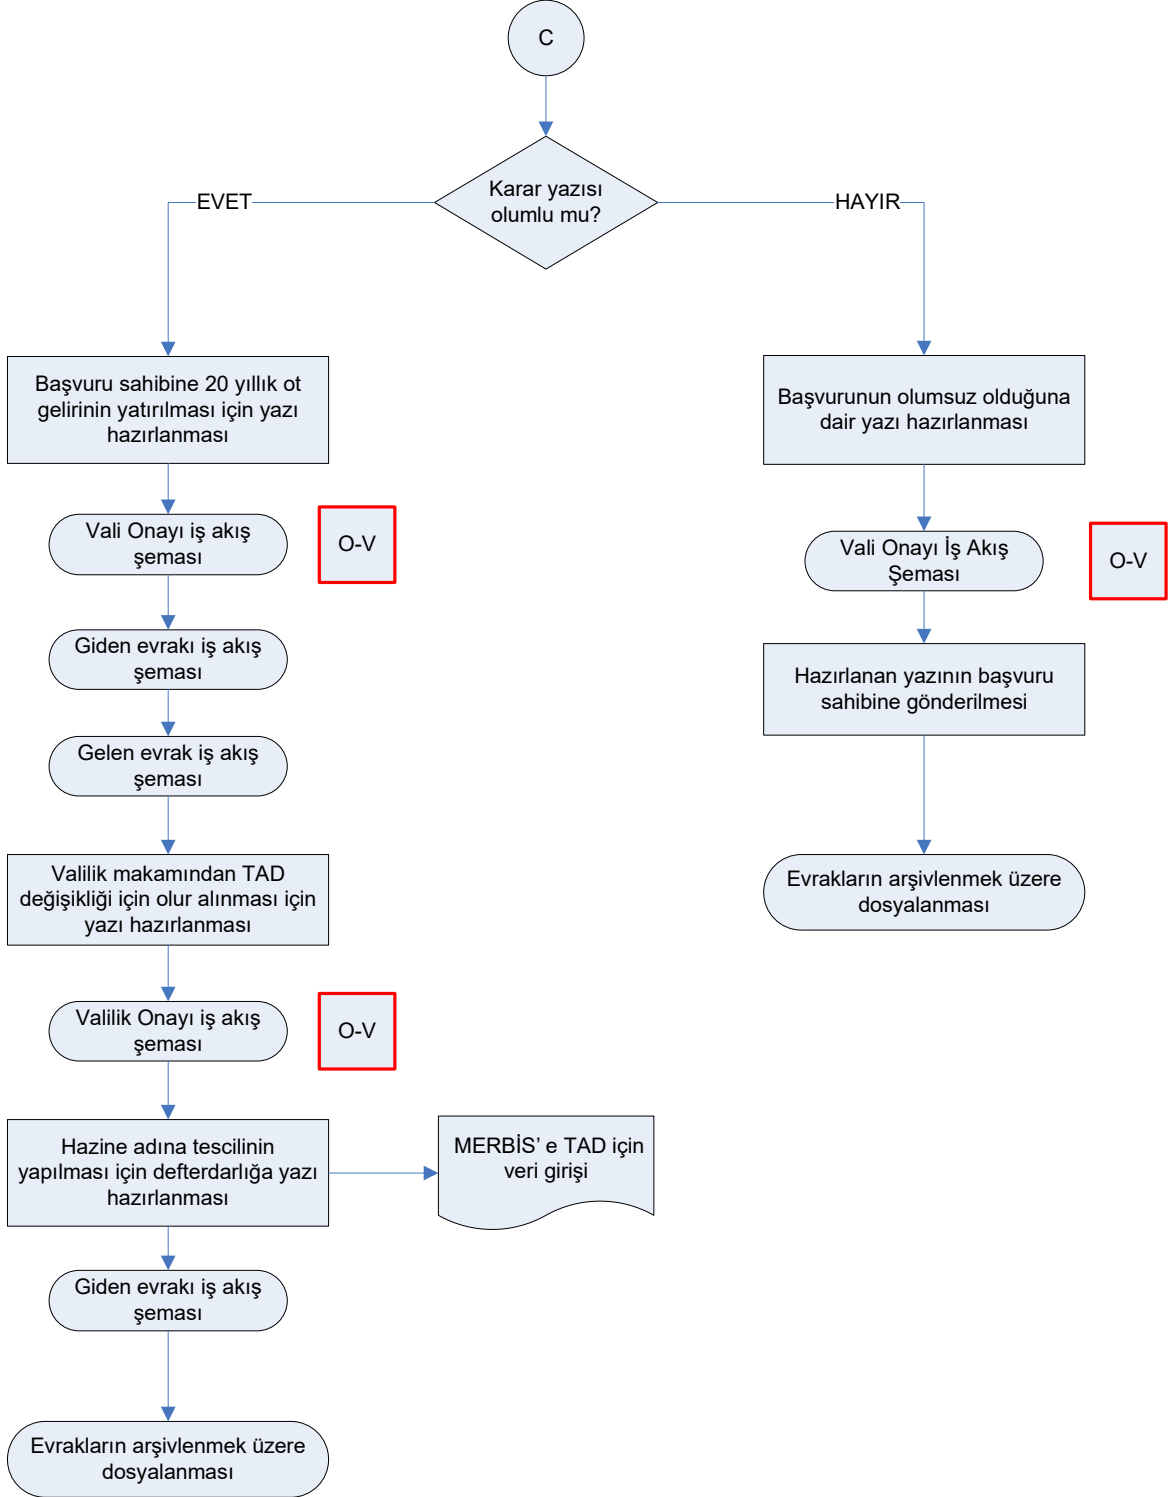 C
Karar yazısı
olumlu mu?
EVET
HAYIR
Başvuru sahibine 20 yıllık ot
gelirinin yatırılması için yazı
hazırlanması
Vali Onayı iş akış
şeması
O-V
Giden evrakı iş akış
şeması
Gelen evrak iş akış
şeması
Valilik makamından TAD
değişikliği için olur alınması için
yazı hazırlanması
Valilik Onayı iş akış
şeması
O-V
Hazine adına tescilinin
yapılması için defterdarlığa yazı
hazırlanması
MERBİS’ e TAD için
veri girişi
Giden evrakı iş akış
şeması
Evrakların arşivlenmek üzere
dosyalanması
Başvurunun olumsuz olduğuna
dair yazı hazırlanması
Vali Onayı İş Akış
Şeması
O-V
Hazırlanan yazının başvuru
sahibine gönderilmesi
Evrakların arşivlenmek üzere
dosyalanması